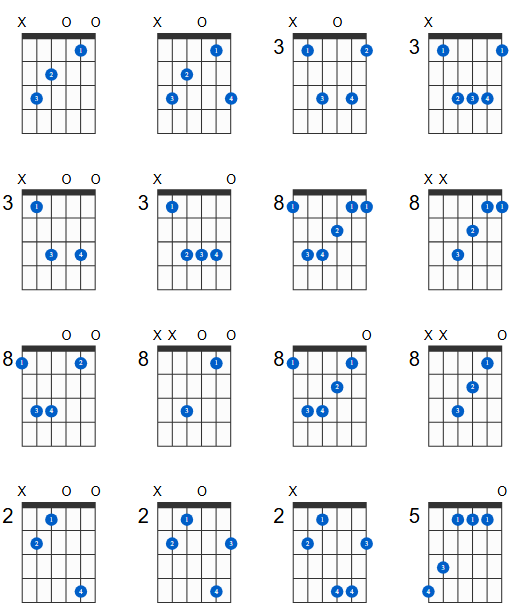 X O O X O X O X
1 1 3 1 2 3 1 1
2 2
3 3 4 3 4 2 3 4
X O O X O X X
3 1 3 1 8 1 1 1 8 1 1
2 2
3 4 2 3 4 3 4 3
O O X X O O O X X O
8 1 2 8 1 8 1 1 8 1
2 2
3 4 3 3 4 3
X O O X O X O
2 1 2 1 2 1 5 1 1 1
2 2 3 2 3
3
4 4 4 4 4